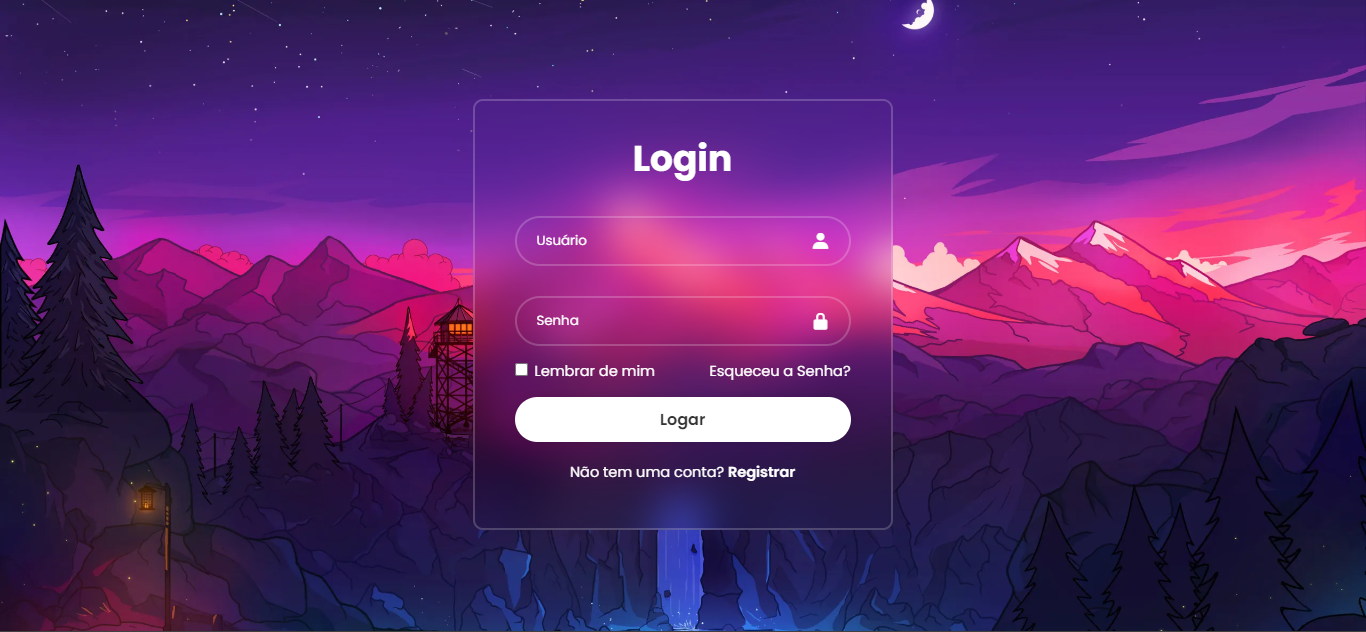 Login
Usuário
Senha
Lembrar de mim Esqueceu a Senha?
Logar
Não tem uma conta? Registrar